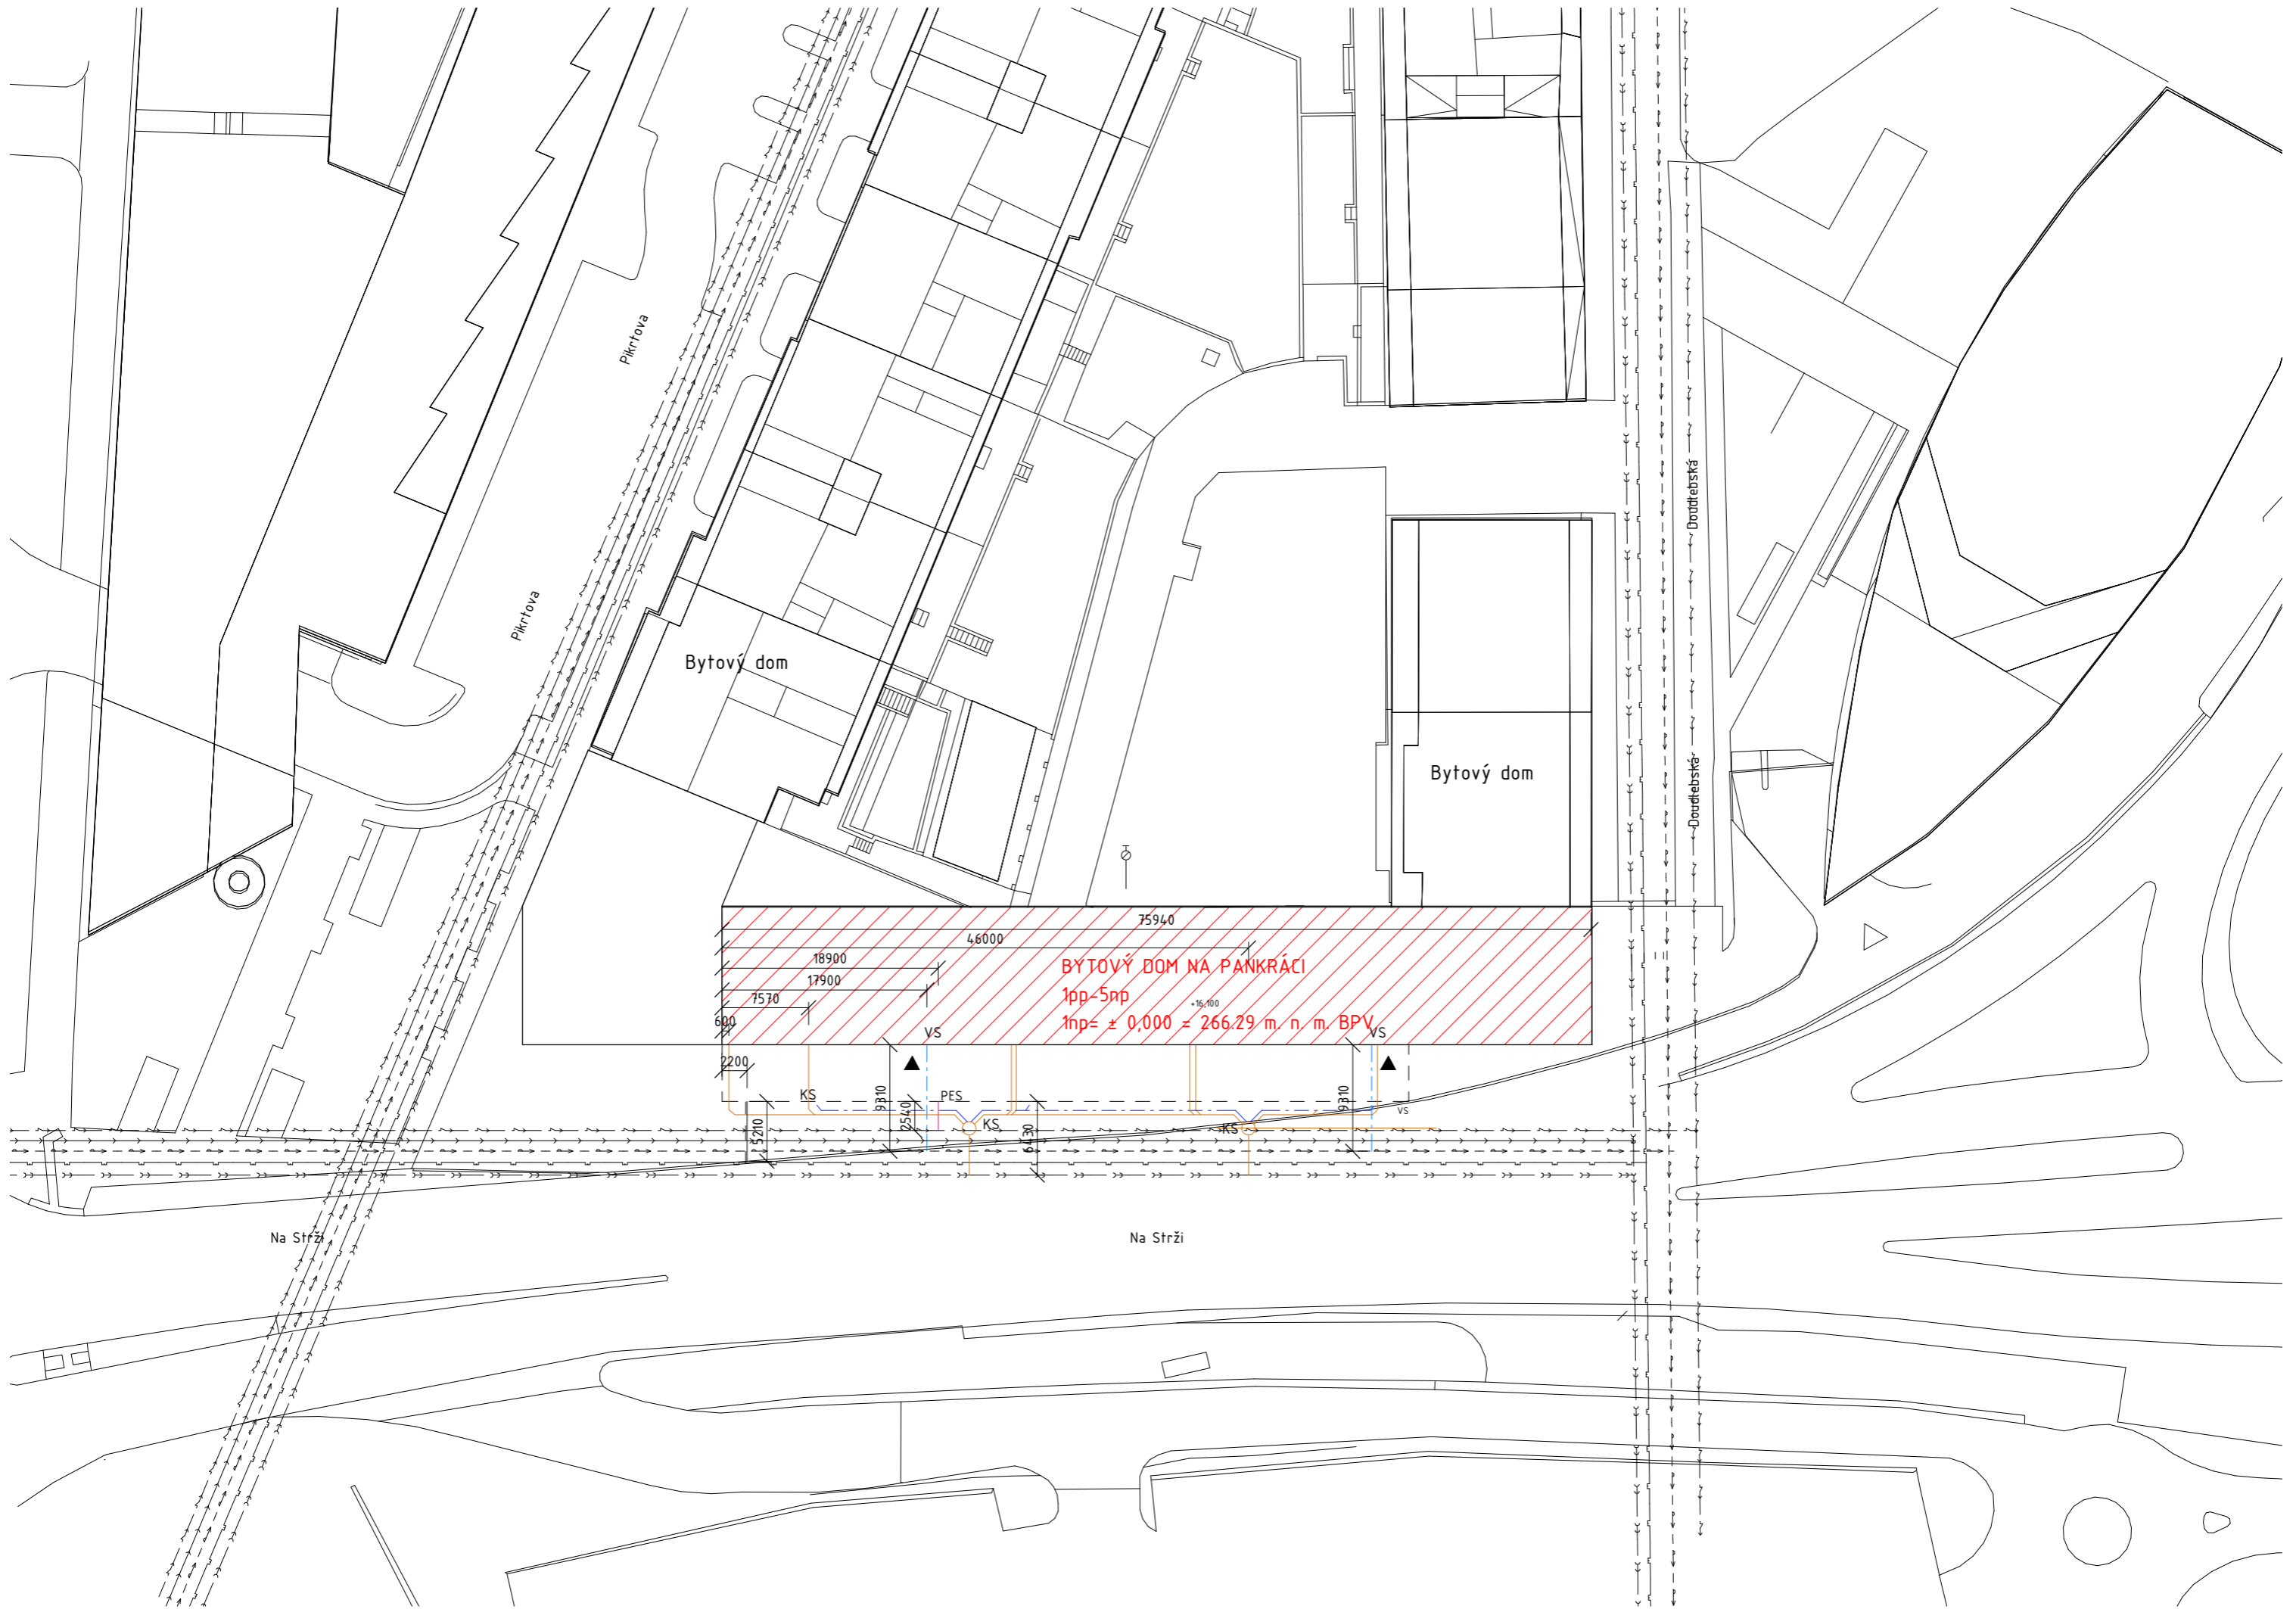 Pikrtova
Doudlebská
Pikrtova
Bytový dom
Bytový dom
Doudlebská
75940
46000
18900
BYTOVÝ DOM NA PANKRÁCI
17900
1pp-5np
7570
+16,100
600
1np= ± 0,000 = 266.29 m. n. m. BPV
VS
VS
2200
KS
9310
2540
PES
9310
vs
5210
KS
6430
KS
Na Strži
Na Strži